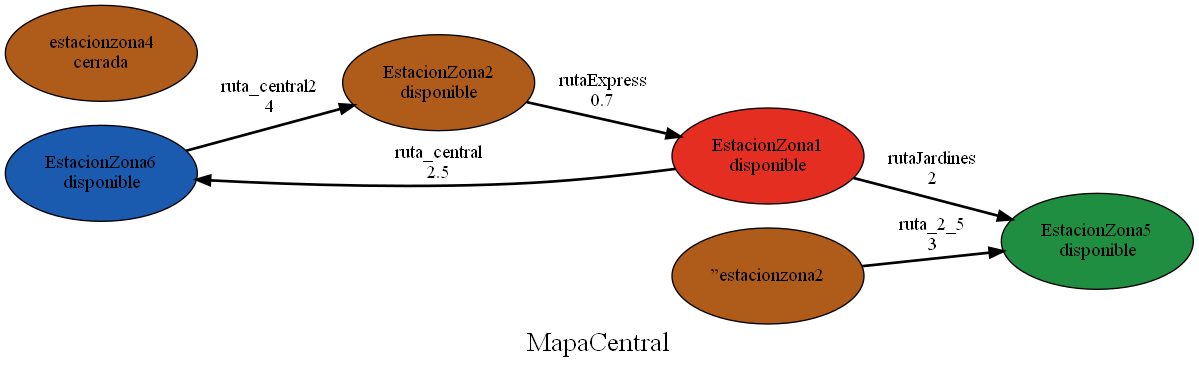 estacionzona4
cerrada
EstacionZona6
disponible
ruta_central2
4
EstacionZona2
disponible
rutaExpress
0.7
ruta_central
2.5
EstacionZona1
disponible
rutaJardines
2
”estacionzona2
ruta_2_5
3
EstacionZona5
disponible
MapaCentral